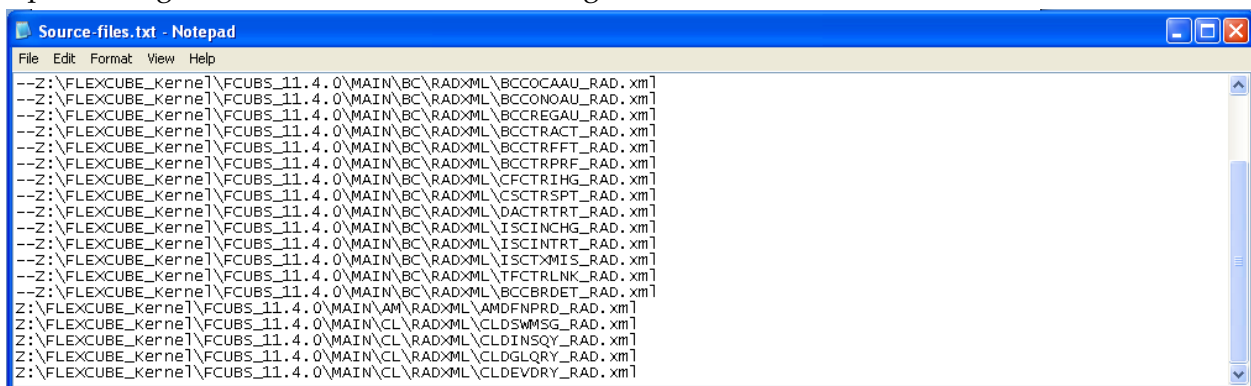 Source-files.txt - Notepad
File Edit Format View Help
--Z:\FLEXCUBE_Kernel\FCUBS_11.4.0\MAIN\BC\RADXML\BCCOCAAU_RAD.xml
--Z:\FLEXCUBE_Kernel\FCUBS_11.4.0\MAIN\BC\RADXML\BCCONOAU_RAD.xml
--Z:\FLEXCUBE_Kernel\FCUBS_11.4.0\MAIN\BC\RADXML\BCCREGAU_RAD.xml
--Z:\FLEXCUBE_Kernel\FCUBS_11.4.0\MAIN\BC\RADXML\BCCTRACT_RAD.xml
--Z:\FLEXCUBE_Kernel\FCUBS_11.4.0\MAIN\BC\RADXML\BCCTRFFT_RAD.xml
--Z:\FLEXCUBE_Kernel\FCUBS_11.4.0\MAIN\BC\RADXML\BCCTRPRF_RAD.xml
--Z:\FLEXCUBE_Kernel\FCUBS_11.4.0\MAIN\BC\RADXML\CFCTRIHG_RAD.xml
--Z:\FLEXCUBE_Kernel\FCUBS_11.4.0\MAIN\BC\RADXML\CSCTRSPT_RAD.xml
--Z:\FLEXCUBE_Kernel\FCUBS_11.4.0\MAIN\BC\RADXML\DACTRTRT_RAD.xml
--Z:\FLEXCUBE_Kernel\FCUBS_11.4.0\MAIN\BC\RADXML\ISCINCHG_RAD.xml
--Z:\FLEXCUBE_Kernel\FCUBS_11.4.0\MAIN\BC\RADXML\ISCINTRT_RAD.xml
--Z:\FLEXCUBE_Kernel\FCUBS_11.4.0\MAIN\BC\RADXML\ISCTXMIS_RAD.xml
--Z:\FLEXCUBE_Kernel\FCUBS_11.4.0\MAIN\BC\RADXML\TFCTRLNK_RAD.xml
--Z:\FLEXCUBE_Kernel\FCUBS_11.4.0\MAIN\BC\RADXML\BCCBRDET_RAD.xml
Z:\FLEXCUBE_Kernel\FCUBS_11.4.0\MAIN\AM\RADXML\AMDFNPRD_RAD.xml
Z:\FLEXCUBE_Kernel\FCUBS_11.4.0\MAIN\CL\RADXML\CLDSWMSG_RAD.xml
Z:\FLEXCUBE_Kernel\FCUBS_11.4.0\MAIN\CL\RADXML\CLDINSQY_RAD.xml
Z:\FLEXCUBE_Kernel\FCUBS_11.4.0\MAIN\CL\RADXML\CLDGLQRY_RAD.xml
Z:\FLEXCUBE_Kernel\FCUBS_11.4.0\MAIN\CL\RADXML\CLDEVDRY_RAD.xml